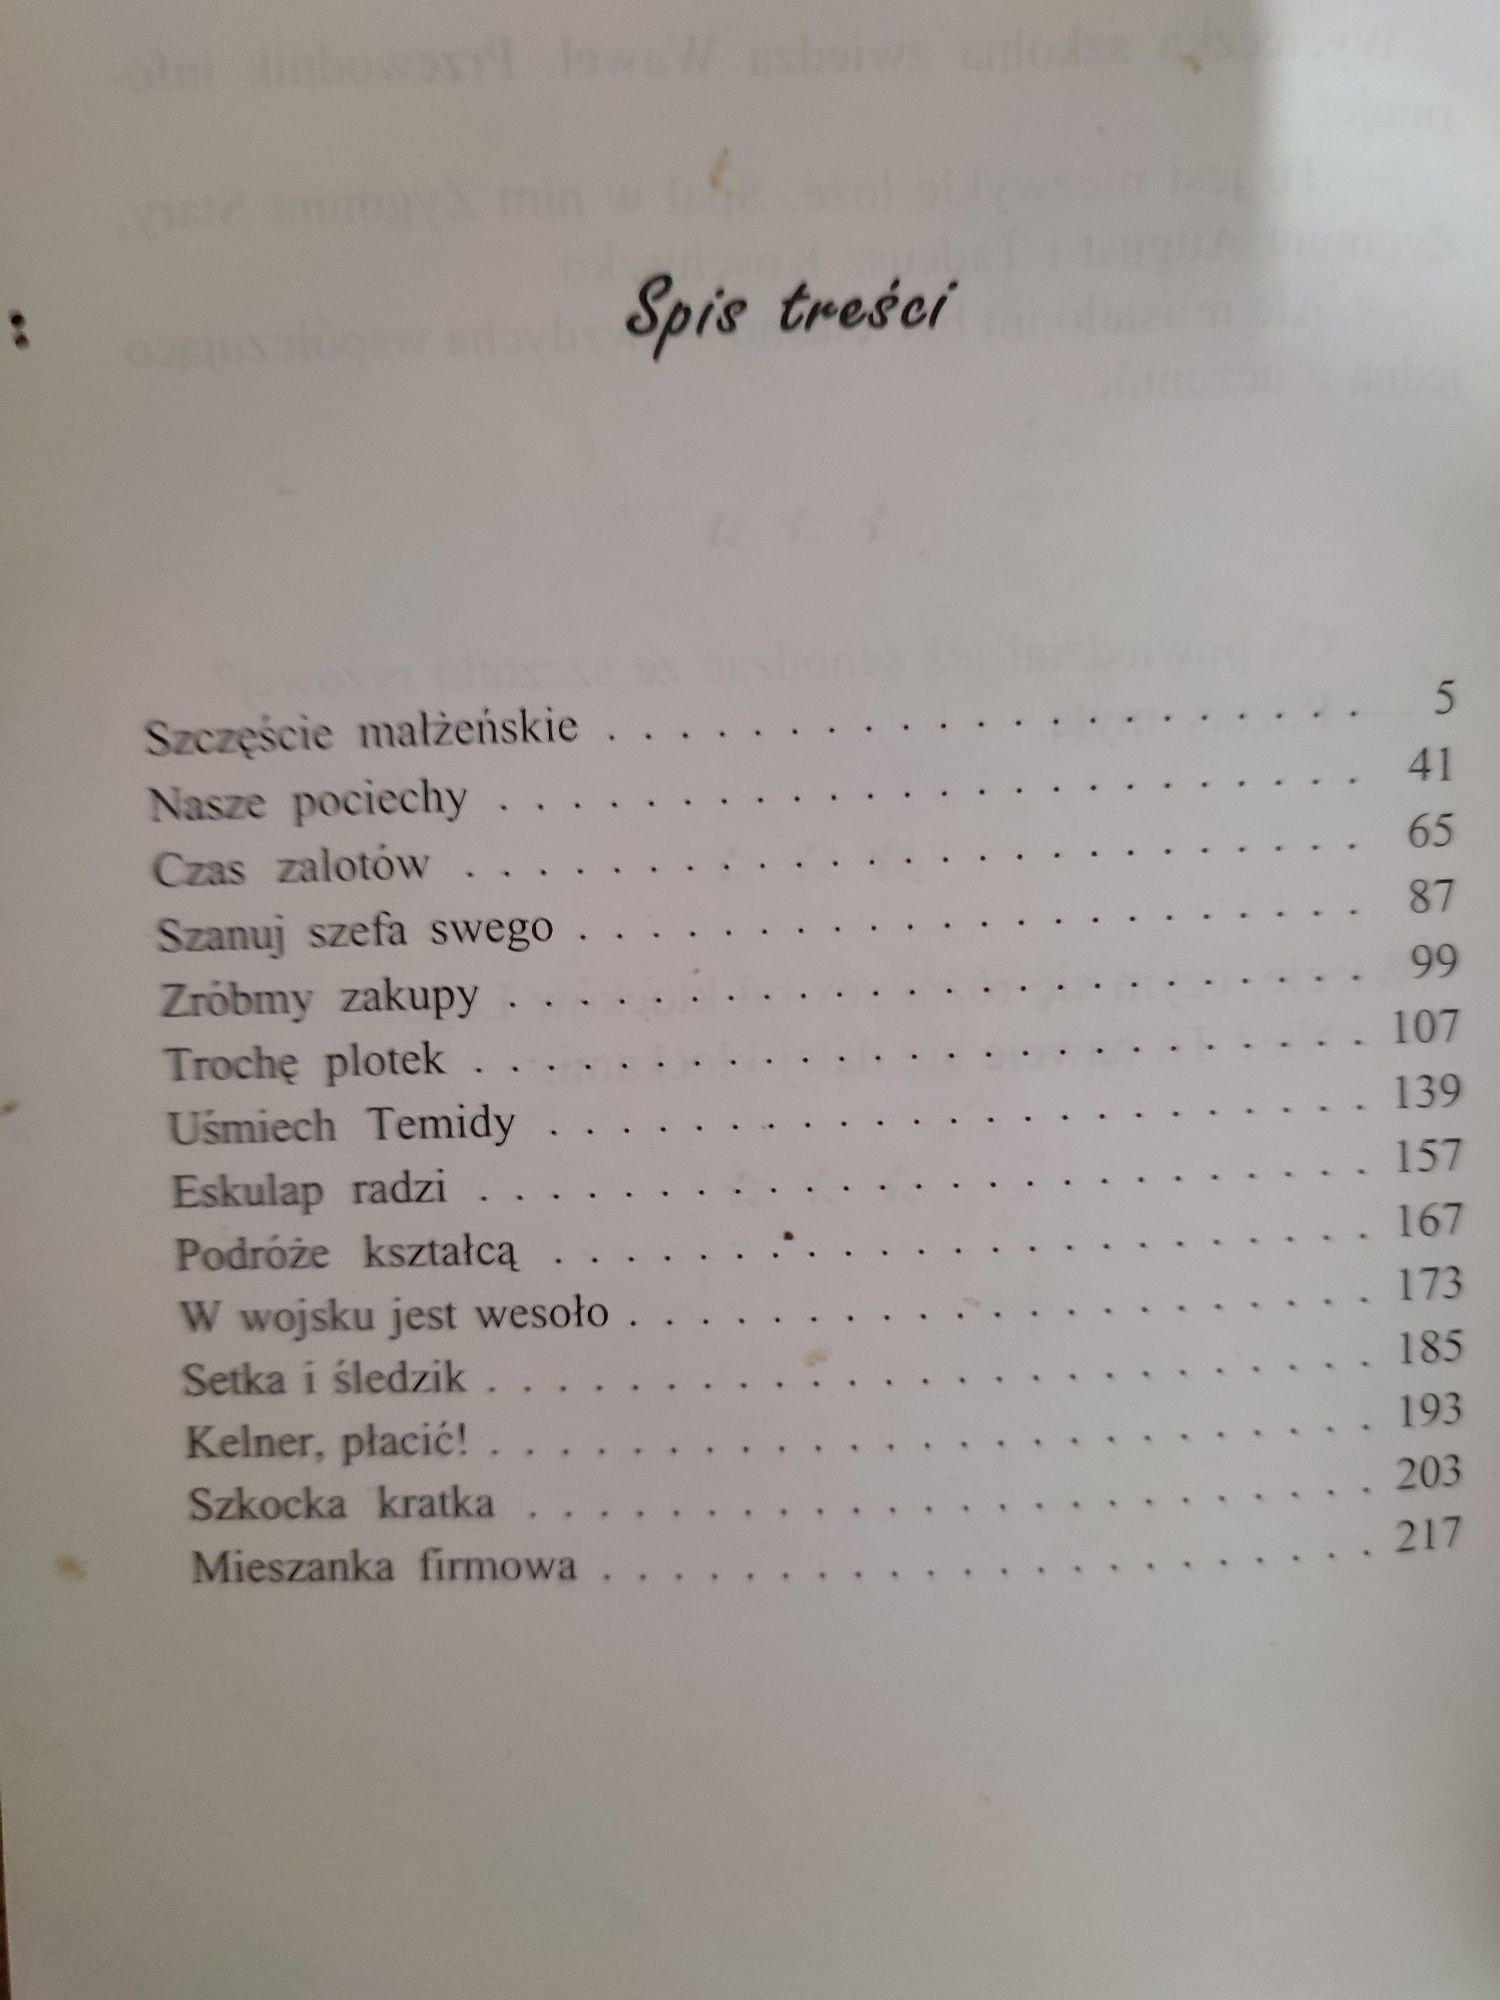 Spis treści
Szczęście małżeńskie . . . . . . . . . . . . . . . . . . . . . 5
Nasze pociechy . . . . . . . . . . . . . . . . . . . . . . . . 41
Czas zalotów . . . . . . . . . . . . . . . . . . . . . . . . . 65
Szanuj szefa swego . . . . . . . . . . . . . . . . . . . . . . 87
Zróbmy zakupy . . . . . . . . . . . . . . . . . . . . . . . . 99
Trochę plotek . . . . . . . . . . . . . . . . . . . . . . . . . 107
Uśmiech Temidy . . . . . . . . . . . . . . . . . . . . . . . 139
Eskulap radzi . . . . . . . . . . . . . . . . . . . . . . . . . 157
Podróże kształcą . . . . . . . . . . . . . . . . . . . . . . . 167
W wojsku jest wesoło . . . . . . . . . . . . . . . . . . . . . 173
Setka i śledzik . . . . . . . . . . . . . . . . . . . . . . . . . 185
Kelner, płacić! . . . . . . . . . . . . . . . . . . . . . . . . . 193
Szkocka kratka . . . . . . . . . . . . . . . . . . . . . . . . 203
Mieszanka firmowa . . . . . . . . . . . . . . . . . . . . . . 217